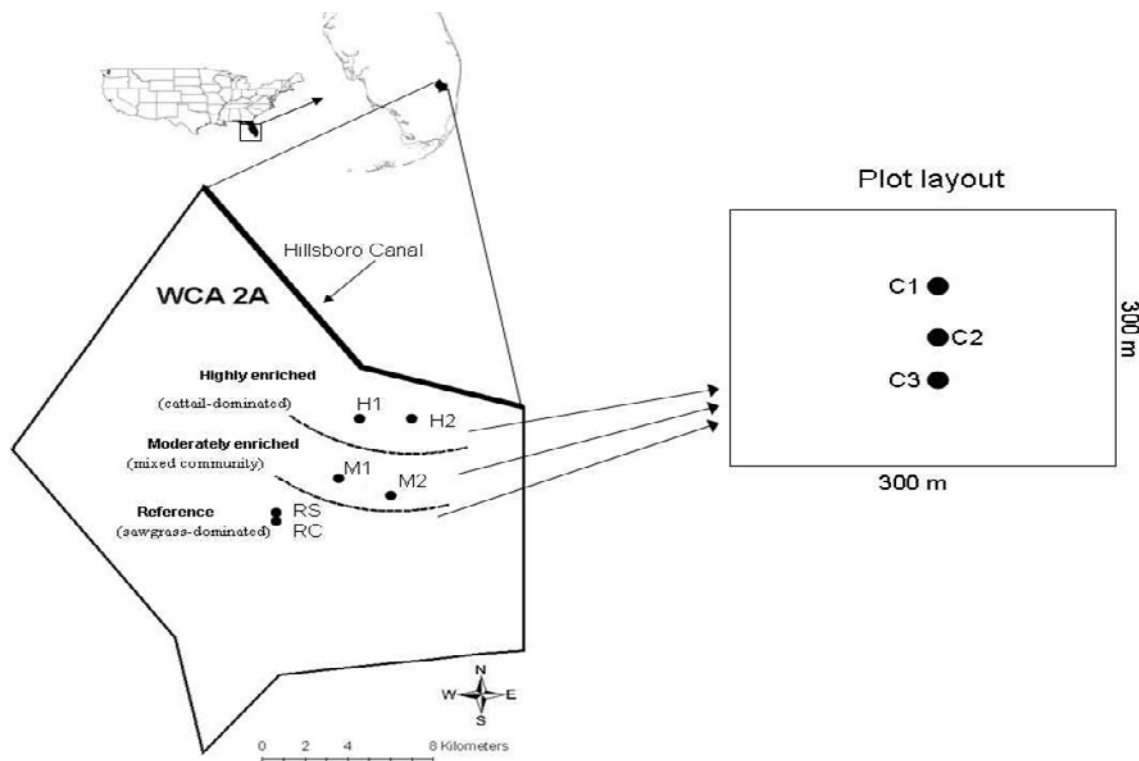 Hillsboro Canal
WCA 2A
Highly enriched
(cattail-dominated)
H1
H2
Moderately enriched
(mixed community)
M1
M2
Reference
(sawgrass-dominated)
RS
RC
N
W E
S
0 2 4 8 Kilometers
Plot layout
C1
C2
C3
300 m
300 m